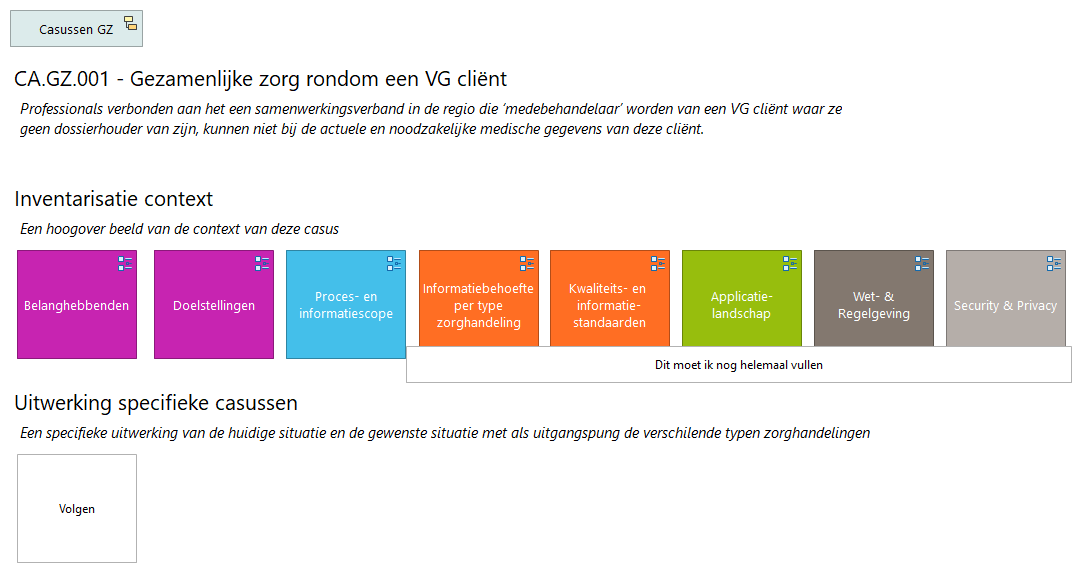 Casussen GZ
CA.GZ.001 - Gezamenlijke zorg rondom een VG cliënt
Professionals verbonden aan het een samenwerkingsverband in de regio die ‘medebehandelaar’ worden van een VG cliënt waar ze
geen dossierhouder van zijn, kunnen niet bij de actuele en noodzakelijke medische gegevens van deze cliënt.
Inventarisatie context
Een hoogover beeld van de context van deze casus
Belanghebbenden
Doelstellingen
Proces- en
informatiescope
Informatiebehoefte
per type
zorghandeling
Kwaliteits- en
informatie-
standaarden
Applicatie-
landschap
Wet- &
Regelgeving
Security & Privacy
Dit moet ik nog helemaal vullen
Uitwerking specifieke casussen
Een specifieke uitwerking van de huidige situatie en de gewenste situatie met als uitgangspung de verschilende typen zorghandelingen
Volgen